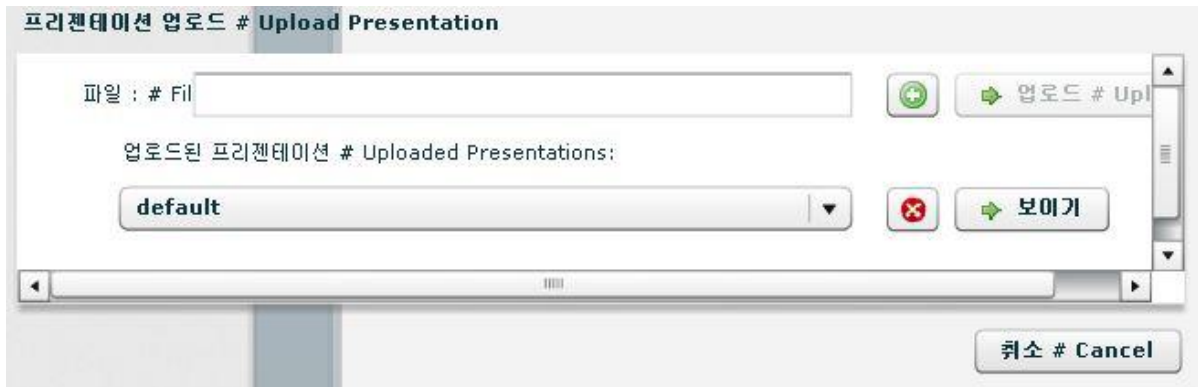 프리젠테이션 업로드 # Upload Presentation
파일 : # Fil
업로드 # Upl
업로드된 프리젠테이션 # Uploaded Presentations:
default
보이기
취소 # Cancel